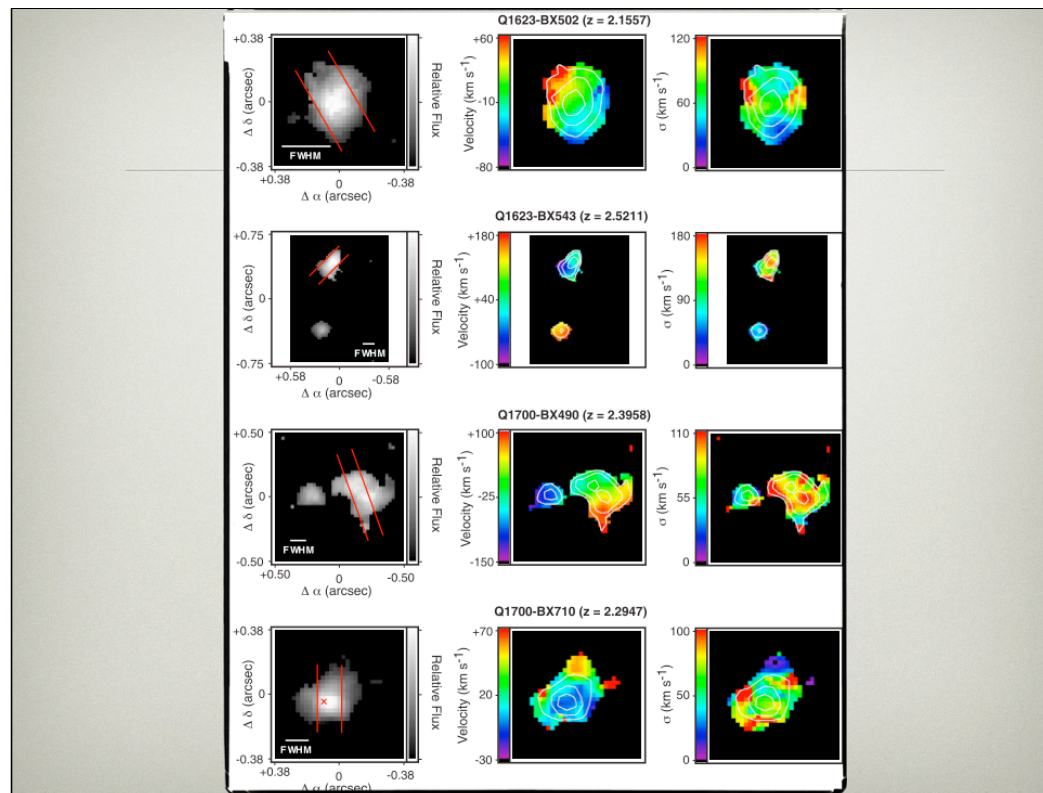 Q1623-BX502 (z = 2.1557)
+0.38
0
-0.38
Δ δ (arcsec)
FWHM
+0.38
0
-0.38
Δ α (arcsec)
Relative Flux
+60
-10
-80
Velocity (km s⁻¹)
120
60
0
σ (km s⁻¹)
Q1623-BX543 (z = 2.5211)
+0.75
0
-0.75
Δ δ (arcsec)
FWHM
+0.58
0
-0.58
Δ α (arcsec)
Relative Flux
+180
+40
-100
Velocity (km s⁻¹)
180
90
0
σ (km s⁻¹)
Q1700-BX490 (z = 2.3958)
+0.50
0
-0.50
Δ δ (arcsec)
FWHM
+0.50
0
-0.50
Δ α (arcsec)
Relative Flux
+100
-25
-150
Velocity (km s⁻¹)
110
55
0
σ (km s⁻¹)
Q1700-BX710 (z = 2.2947)
+0.38
0
-0.38
Δ δ (arcsec)
×
FWHM
+0.38
0
-0.38
Δ α (arcsec)
Relative Flux
+70
20
-30
Velocity (km s⁻¹)
100
50
0
σ (km s⁻¹)